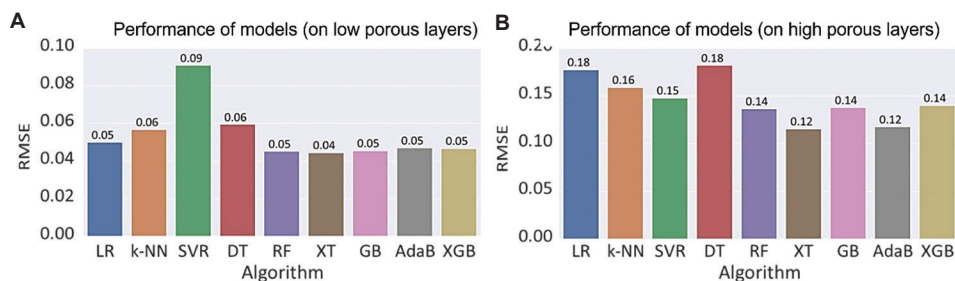 A
Performance of models (on low porous layers)
0.10
0.08
0.06
0.04
0.02
0.00
RMSE
0.05
0.06
0.09
0.06
0.05
0.04
0.05
0.05
0.05
LR k-NN SVR DT RF XT GB AdaB XGB
Algorithm
B
Performance of models (on high porous layers)
0.20
0.15
0.10
0.05
0.00
RMSE
0.18
0.16
0.15
0.18
0.14
0.12
0.14
0.12
0.14
LR k-NN SVR DT RF XT GB AdaB XGB
Algorithm